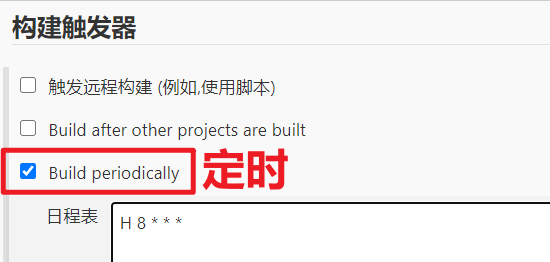 构建触发器
触发远程构建 (例如,使用脚本)
Build after other projects are built
Build periodically 定时
日程表 H 8 * * *